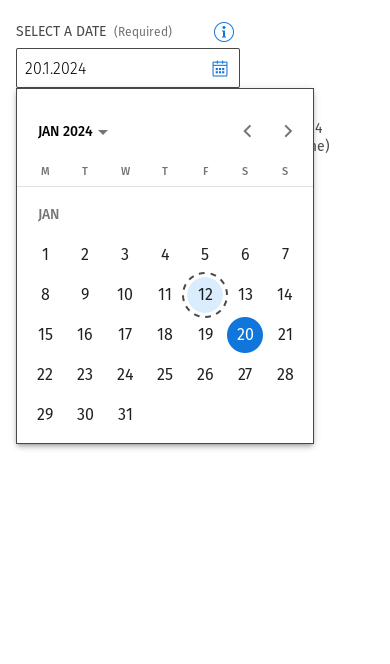 SELECT A DATE (Required)
20.1.2024
JAN 2024
M T W T F S S
JAN
1 2 3 4 5 6 7
8 9 10 11 12 13 14
15 16 17 18 19 20 21
22 23 24 25 26 27 28
29 30 31